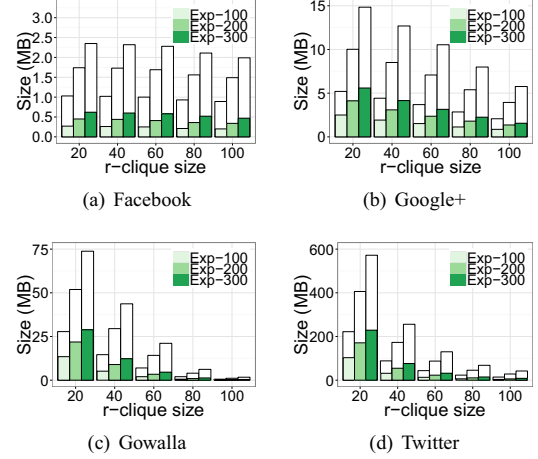 Size (MB)
3.0
2.5
2.0
1.5
1.0
0.5
0.0
Exp−100
Exp−200
Exp−300
20 40 60 80 100
r−clique size
(a) Facebook
Size (MB)
15
10
5
0
Exp−100
Exp−200
Exp−300
20 40 60 80 100
r−clique size
(b) Google+
Size (MB)
75
50
25
0
Exp−100
Exp−200
Exp−300
20 40 60 80 100
r−clique size
(c) Gowalla
Size (MB)
600
400
200
0
Exp−100
Exp−200
Exp−300
20 40 60 80 100
r−clique size
(d) Twitter